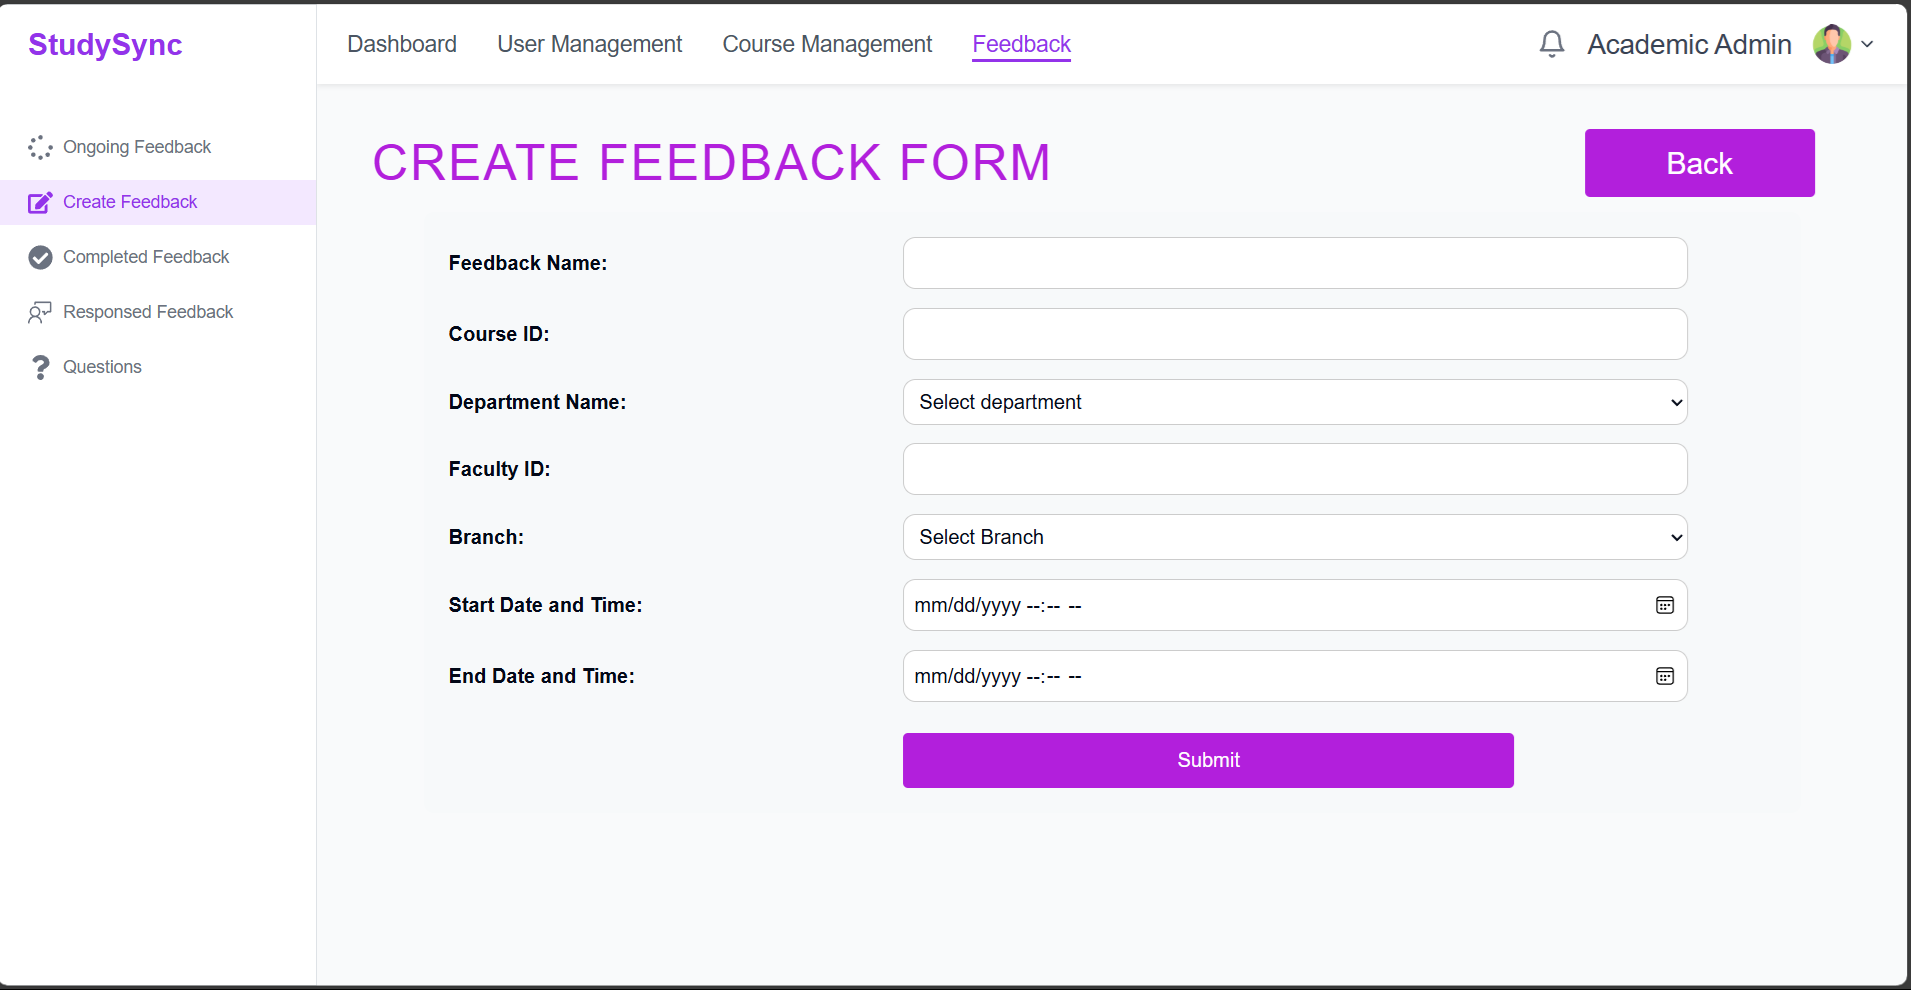 StudySync
Dashboard User Management Course Management Feedback
Academic Admin
Ongoing Feedback
Create Feedback
Completed Feedback
Responsed Feedback
Questions
CREATE FEEDBACK FORM
Back
Feedback Name:
Course ID:
Department Name: Select department
Faculty ID:
Branch: Select Branch
Start Date and Time: mm/dd/yyyy --:-- --
End Date and Time: mm/dd/yyyy --:-- --
Submit